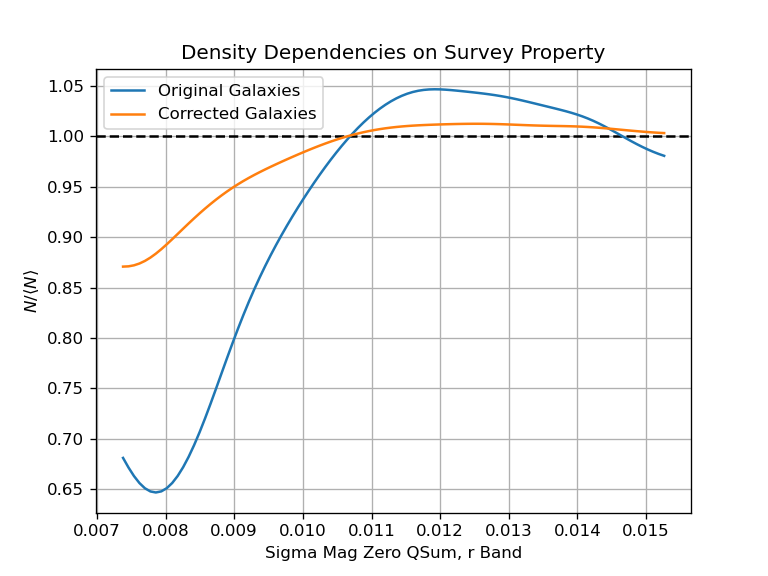 Density Dependencies on Survey Property
Original Galaxies
Corrected Galaxies
1.05
1.00
0.95
0.90
0.85
0.80
0.75
0.70
0.65
N/⟨N⟩
0.007 0.008 0.009 0.010 0.011 0.012 0.013 0.014 0.015
Sigma Mag Zero QSum, r Band